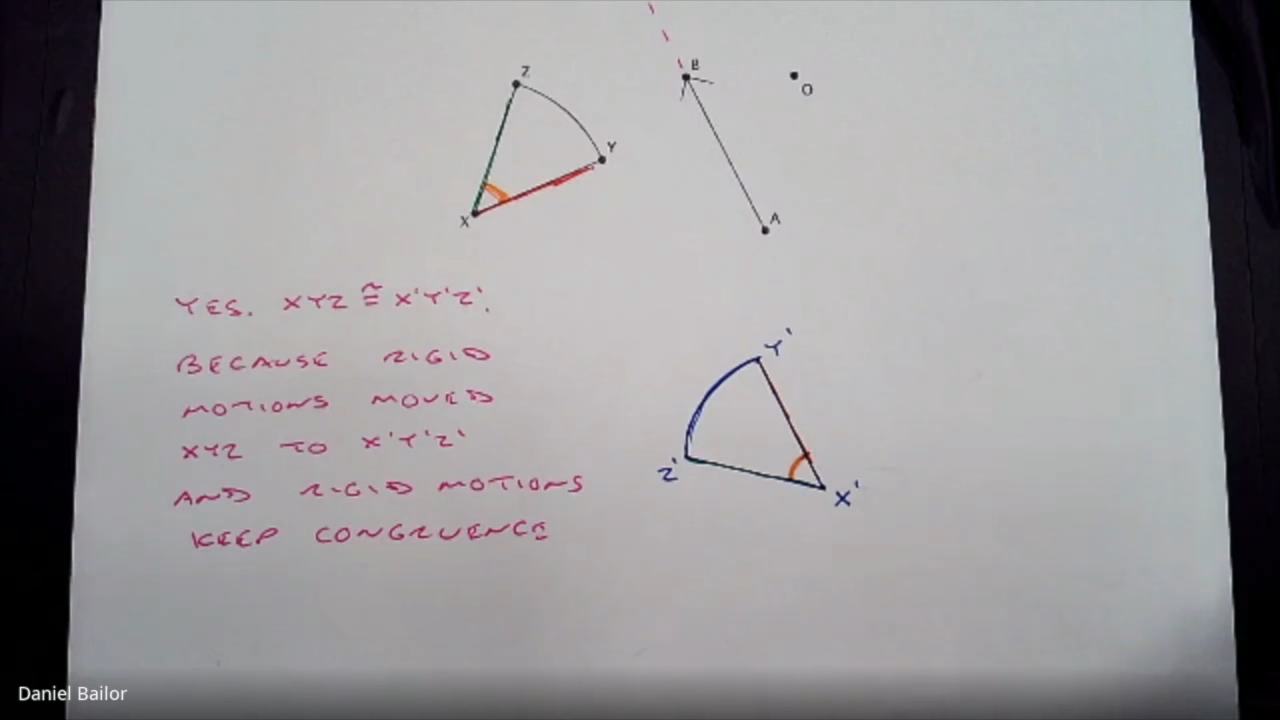 Z
B
O
Y
X
A
YES. XYZ ≅ X'Y'Z'.
BECAUSE RIGID
MOTIONS MOVED
XYZ TO X'Y'Z'
AND RIGID MOTIONS
KEEP CONGRUENCE
Y'
Z'
X'
Daniel Bailor